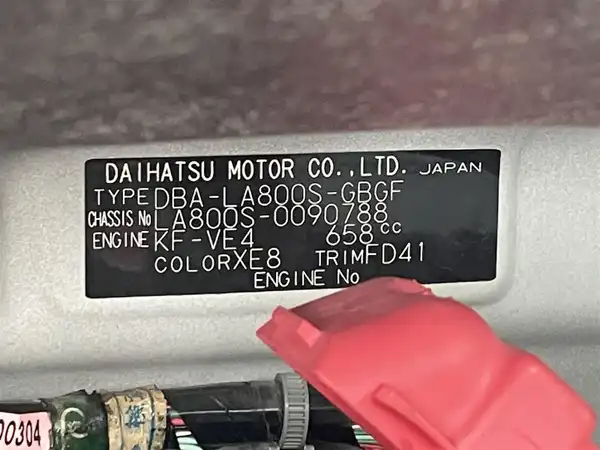 DAIHATSU MOTOR CO.,LTD. JAPAN
TYPE DBA-LA800S-GBGF
CHASSIS No LA800S-0090788
ENGINE KF-VE4 658cc
COLOR XE8 TRIM FD41
ENGINE No
00304